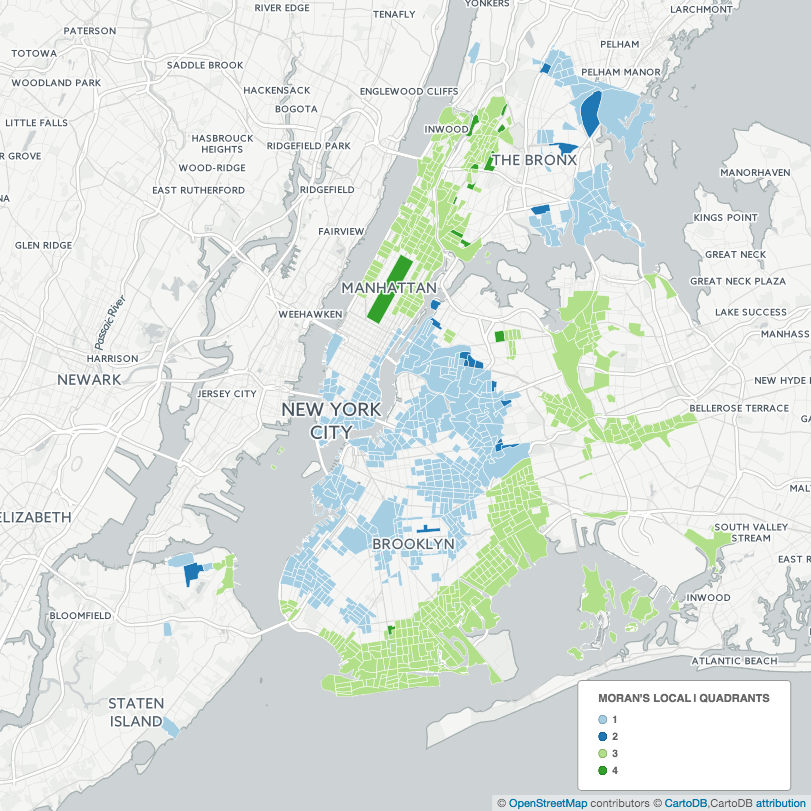 YONKERS
LARCHMONT
RIVER EDGE
TENAFLY
PATERSON
PELHAM
TOTOWA
SADDLE BROOK
PELHAM MANOR
WOODLAND PARK
HACKENSACK
ENGLEWOOD CLIFFS
BOGOTA
LITTLE FALLS
INWOOD
HASBROUCK
HEIGHTS
RIDGEFIELD PARK
R GROVE
THE BRONX
WOOD-RIDGE
MANORHAVEN
EAST RUTHERFORD
RIDGEFIELD
NA
KINGS POINT
FAIRVIEW
GLEN RIDGE
GREAT NECK
GREAT NECK PLAZA
MANHATTAN
Passaic River
WEEHAWKEN
LAKE SUCCESS
MANHASS
HARRISON
NEWARK
NEW HYDE
JERSEY CITY
NEW YORK
CITY
BELLEROSE TERRACE
GA
MAL
ELIZABETH
SOUTH VALLEY
STREAM
BROOKLYN
EAST R
INWOOD
BLOOMFIELD
ATLANTIC BEACH
STATEN
ISLAND
MORAN'S LOCAL I QUADRANTS
1
2
3
4
© OpenStreetMap contributors © CartoDB,CartoDB attribution